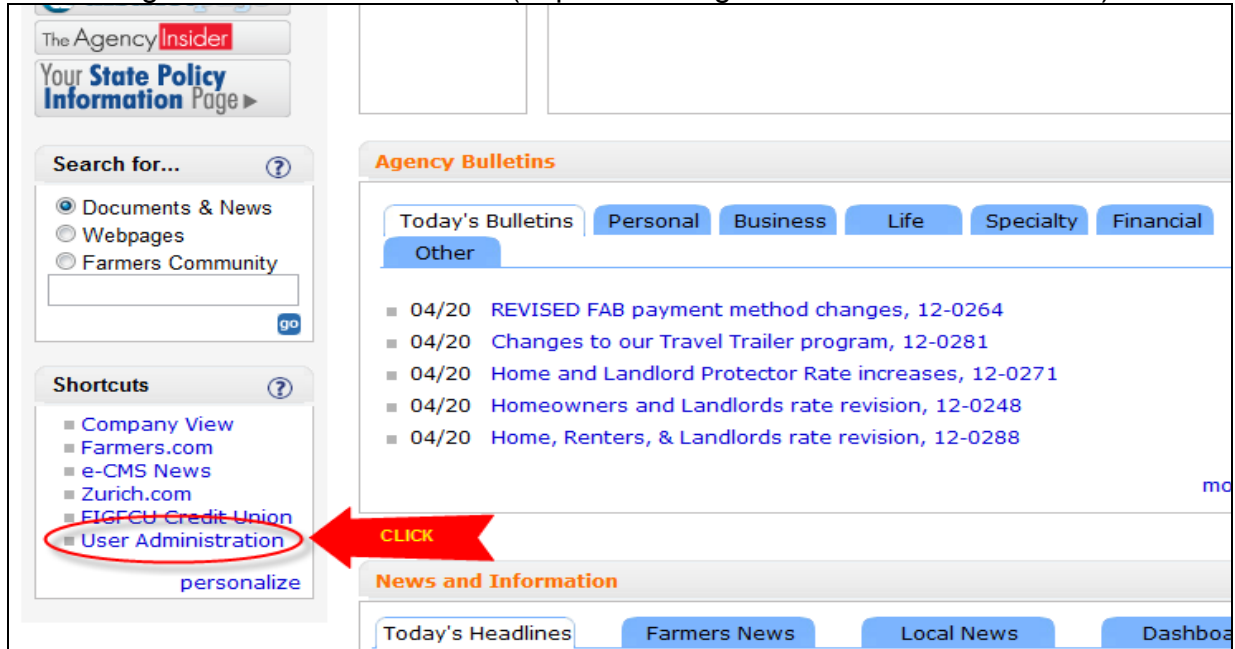 The Agency Insider
Your State Policy
Information Page ►
Search for... ?
Documents & News
Webpages
Farmers Community
go
Shortcuts ?
Company View
Farmers.com
e-CMS News
Zurich.com
FIGFCU Credit Union
User Administration
personalize
CLICK
Agency Bulletins
Today's Bulletins Personal Business Life Specialty Financial
Other
04/20 REVISED FAB payment method changes, 12-0264
04/20 Changes to our Travel Trailer program, 12-0281
04/20 Home and Landlord Protector Rate increases, 12-0271
04/20 Homeowners and Landlords rate revision, 12-0248
04/20 Home, Renters, & Landlords rate revision, 12-0288
mo
News and Information
Today's Headlines Farmers News Local News Dashboa